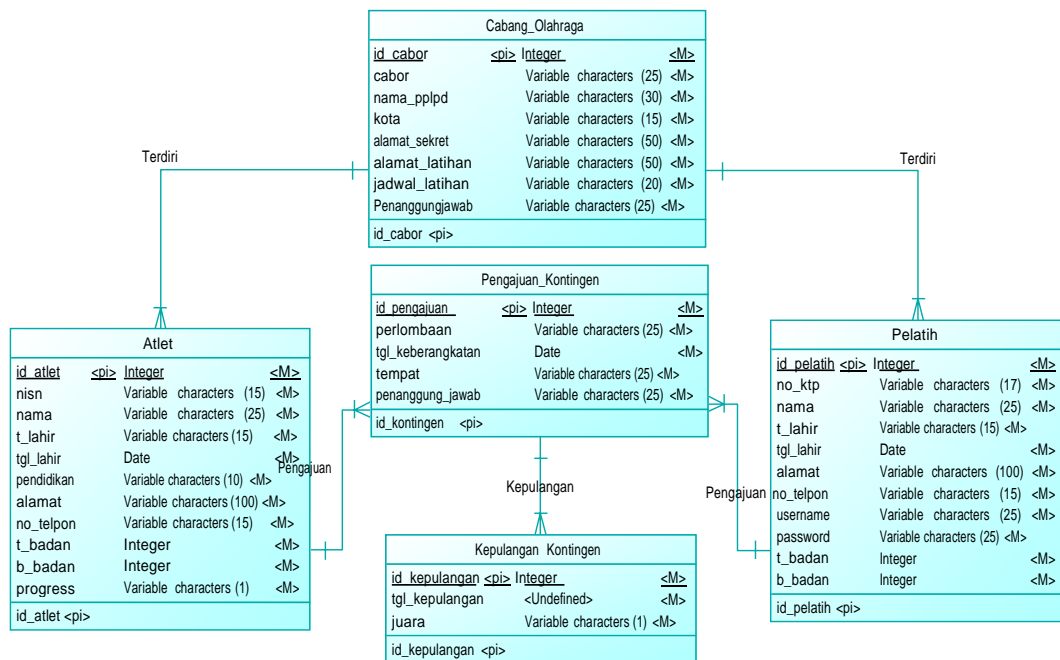 Cabang_Olahraga
id_cabor <pi> Integer <M>
cabor Variable characters (25) <M>
nama_pplpd Variable characters (30) <M>
kota Variable characters (15) <M>
alamat_sekret Variable characters (50) <M>
alamat_latihan Variable characters (50) <M>
jadwal_latihan Variable characters (20) <M>
Penanggungjawab Variable characters (25) <M>
id_cabor <pi>
Terdiri
Terdiri
Pengajuan_Kontingen
id_pengajuan <pi> Integer <M>
perlombaan Variable characters (25) <M>
tgl_keberangkatan Date <M>
tempat Variable characters (25) <M>
penanggung_jawab Variable characters (25) <M>
id_kontingen <pi>
Atlet
id_atlet <pi> Integer <M>
nisn Variable characters (15) <M>
nama Variable characters (25) <M>
t_lahir Variable characters (15) <M>
tgl_lahir Date <M>
pendidikan Variable characters (10) <M>
alamat Variable characters (100) <M>
no_telpon Variable characters (15) <M>
t_badan Integer <M>
b_badan Integer <M>
progress Variable characters (1) <M>
id_atlet <pi>
Pengajuan
Kepulangan
Pengajuan
Pelatih
id_pelatih <pi> Integer <M>
no_ktp Variable characters (17) <M>
nama Variable characters (25) <M>
t_lahir Variable characters (15) <M>
tgl_lahir Date <M>
alamat Variable characters (100) <M>
no_telpon Variable characters (15) <M>
username Variable characters (25) <M>
password Variable characters (25) <M>
t_badan Integer <M>
b_badan Integer <M>
id_pelatih <pi>
Kepulangan Kontingen
id_kepulangan <pi> Integer <M>
tgl_kepulangan <Undefined> <M>
juara Variable characters (1) <M>
id_kepulangan <pi>